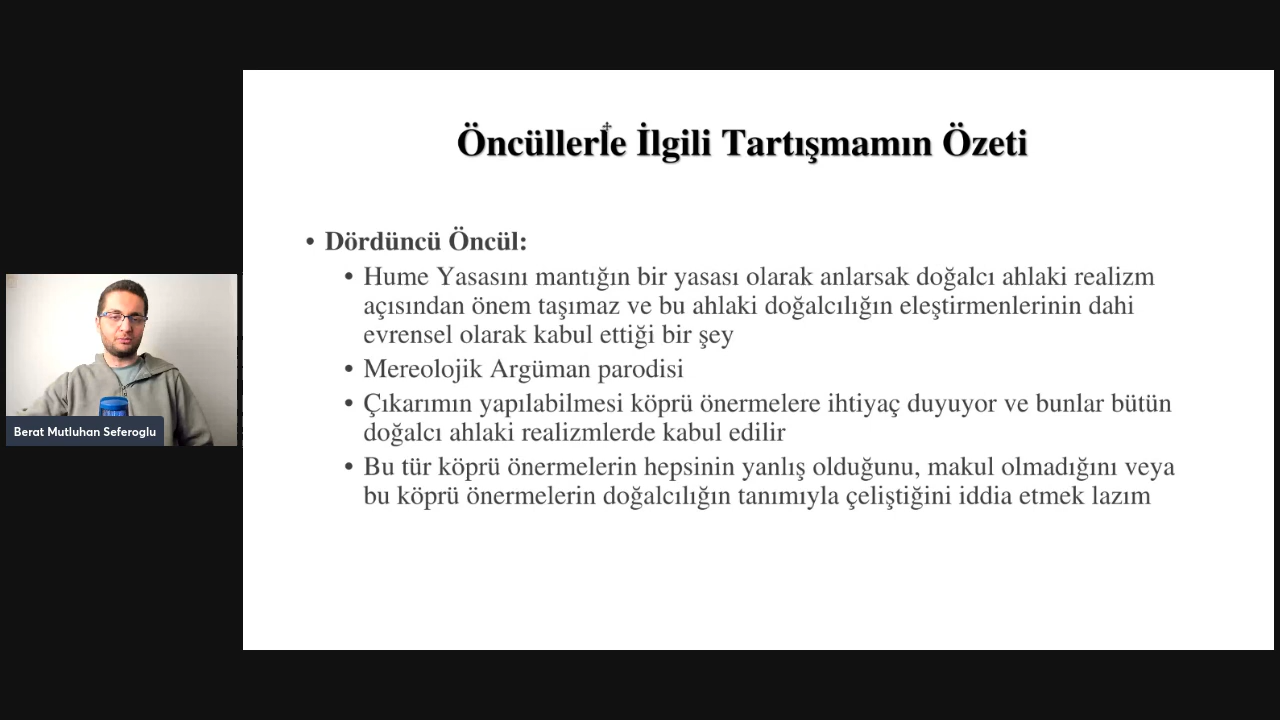 Öncüllerle İlgili Tartışmamın Özeti
• Dördüncü Öncül:
• Hume Yasasını mantığın bir yasası olarak anlarsak doğalcı ahlaki realizm
açısından önem taşımaz ve bu ahlaki doğalcılığın eleştirmenlerinin dahi
evrensel olarak kabul ettiği bir şey
• Mereolojik Argüman parodisi
• Çıkarımın yapılabilmesi köprü önermelere ihtiyaç duyuyor ve bunlar bütün
doğalcı ahlaki realizmlerde kabul edilir
• Bu tür köprü önermelerin hepsinin yanlış olduğunu, makul olmadığını veya
bu köprü önermelerin doğalcılığın tanımıyla çeliştiğini iddia etmek lazım
Berat Mutluhan Seferoglu